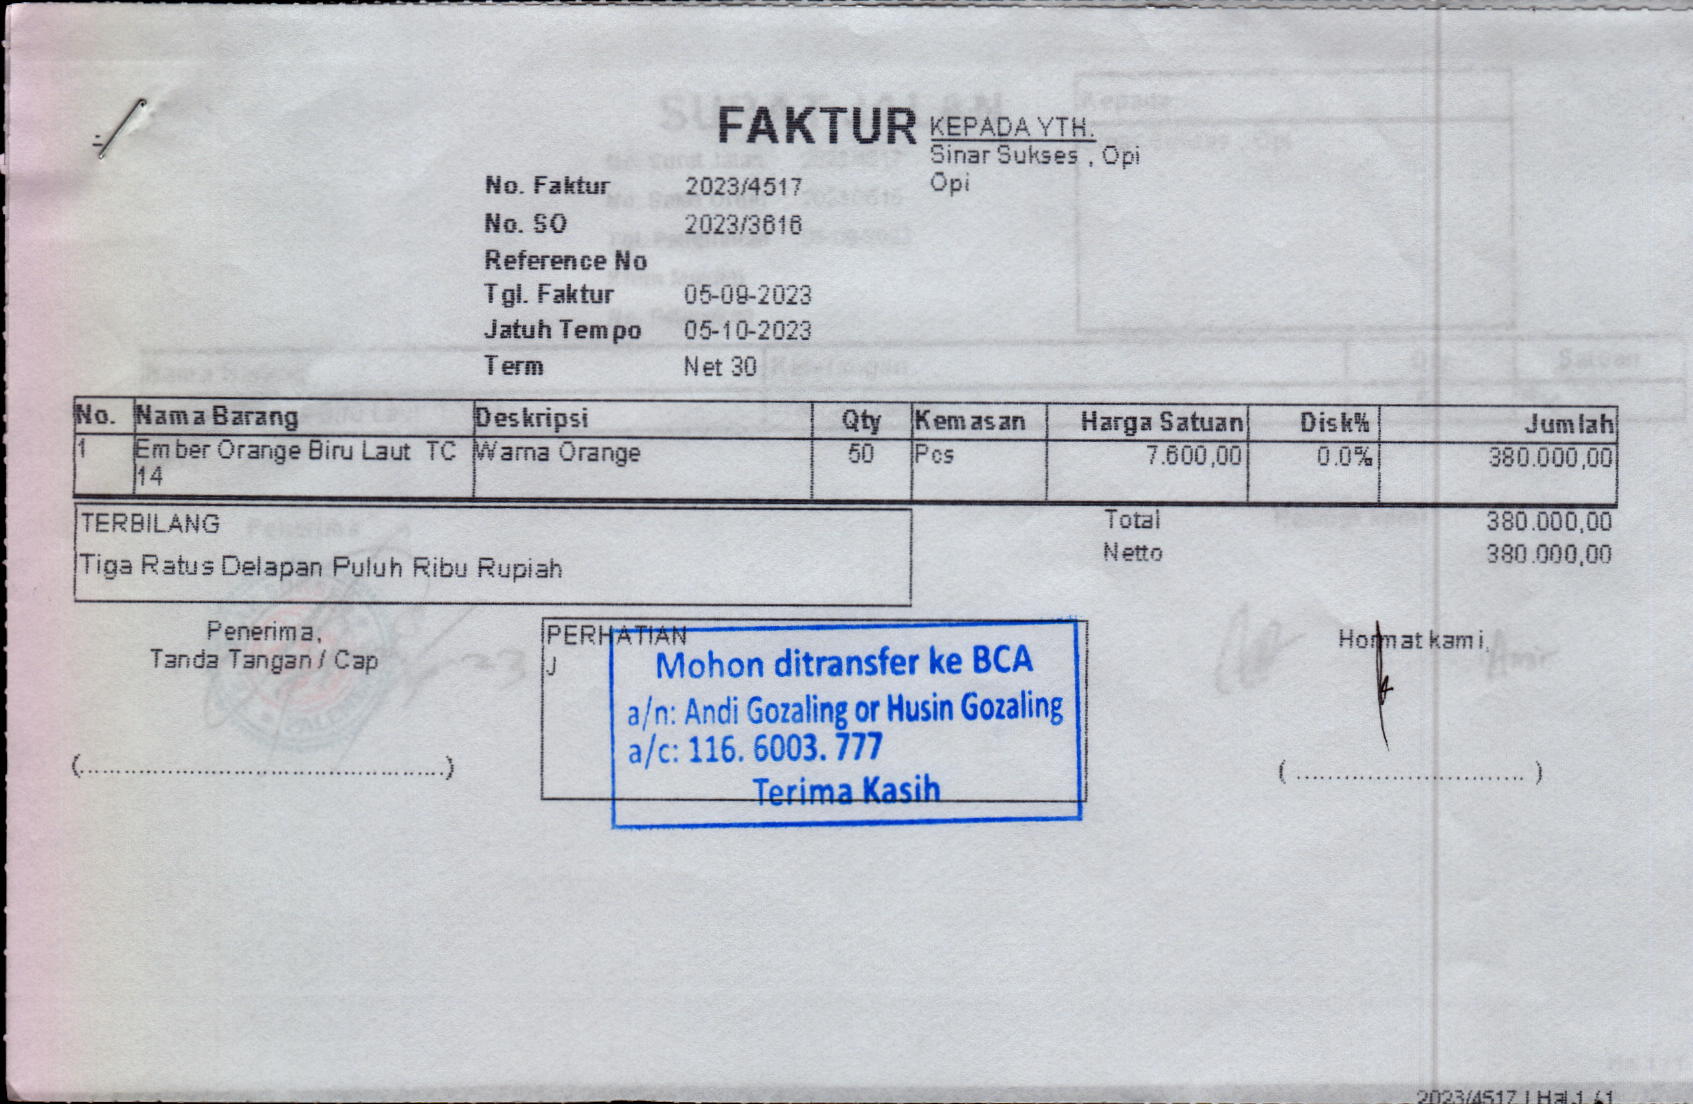 FAKTUR
KEPADA YTH.
Sinar Sukses , Opi
Opi
No. Faktur 2023/4517
No. SO 2023/3616
Reference No
Tgl. Faktur 05-09-2023
Jatuh Tempo 05-10-2023
Term Net 30
No. Nama Barang Deskripsi Qty Kemasan Harga Satuan Disk% Jumlah
1 Ember Orange Biru Laut TC Warna Orange 50 Pcs 7.600,00 0.0% 380.000,00
14
TERBILANG
Tiga Ratus Delapan Puluh Ribu Rupiah
Total 380.000,00
Netto 380.000,00
Penerima,
Tanda Tangan / Cap
(..............................................)
PERHATIAN
J
Mohon ditransfer ke BCA
a/n: Andi Gozaling or Husin Gozaling
a/c: 116. 6003. 777
Terima Kasih
Hormat kami,
( ............................. )
2023/4517 | Hal 1 / 1